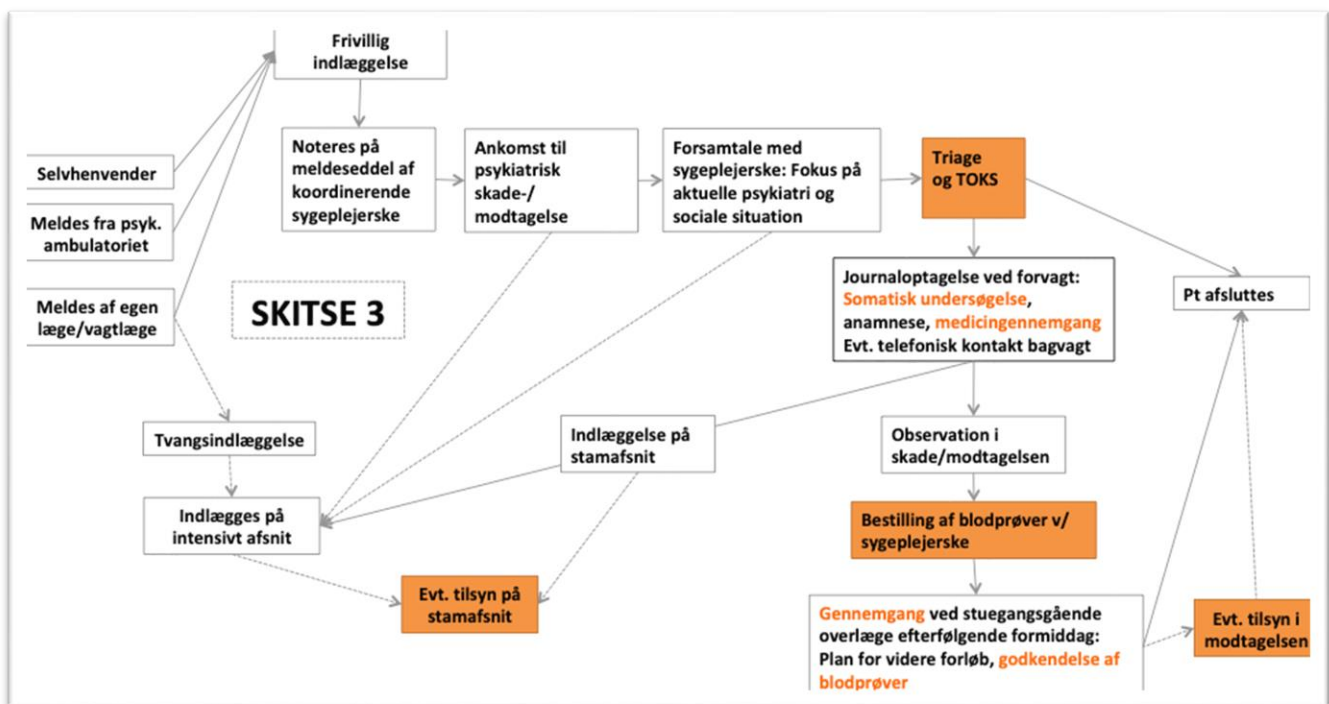 Frivillig
indlæggelse
Selvhenvender
Meldes fra psyk.
ambulatoriet
Meldes af egen
læge/vagtlæge
Noteres på
meldeseddel af
koordinerende
sygeplejerske
Ankomst til
psykiatrisk
skade-/
modtagelse
Forsamtale med
sygeplejerske: Fokus på
aktuelle psykiatri og
sociale situation
Triage
og TOKS
SKITSE 3
Journaloptagelse ved forvagt:
Somatisk undersøgelse,
anamnese, medicingennemgang
Evt. telefonisk kontakt bagvagt
Pt afsluttes
Tvangsindlæggelse
Indlæggelse på
stamafsnit
Observation i
skade/modtagelsen
Indlægges på
intensivt afsnit
Bestilling af blodprøver v/
sygeplejerske
Evt. tilsyn på
stamafsnit
Gennemgang ved stuegangsgående
overlæge efterfølgende formiddag:
Plan for videre forløb, godkendelse af
blodprøver
Evt. tilsyn i
modtagelsen